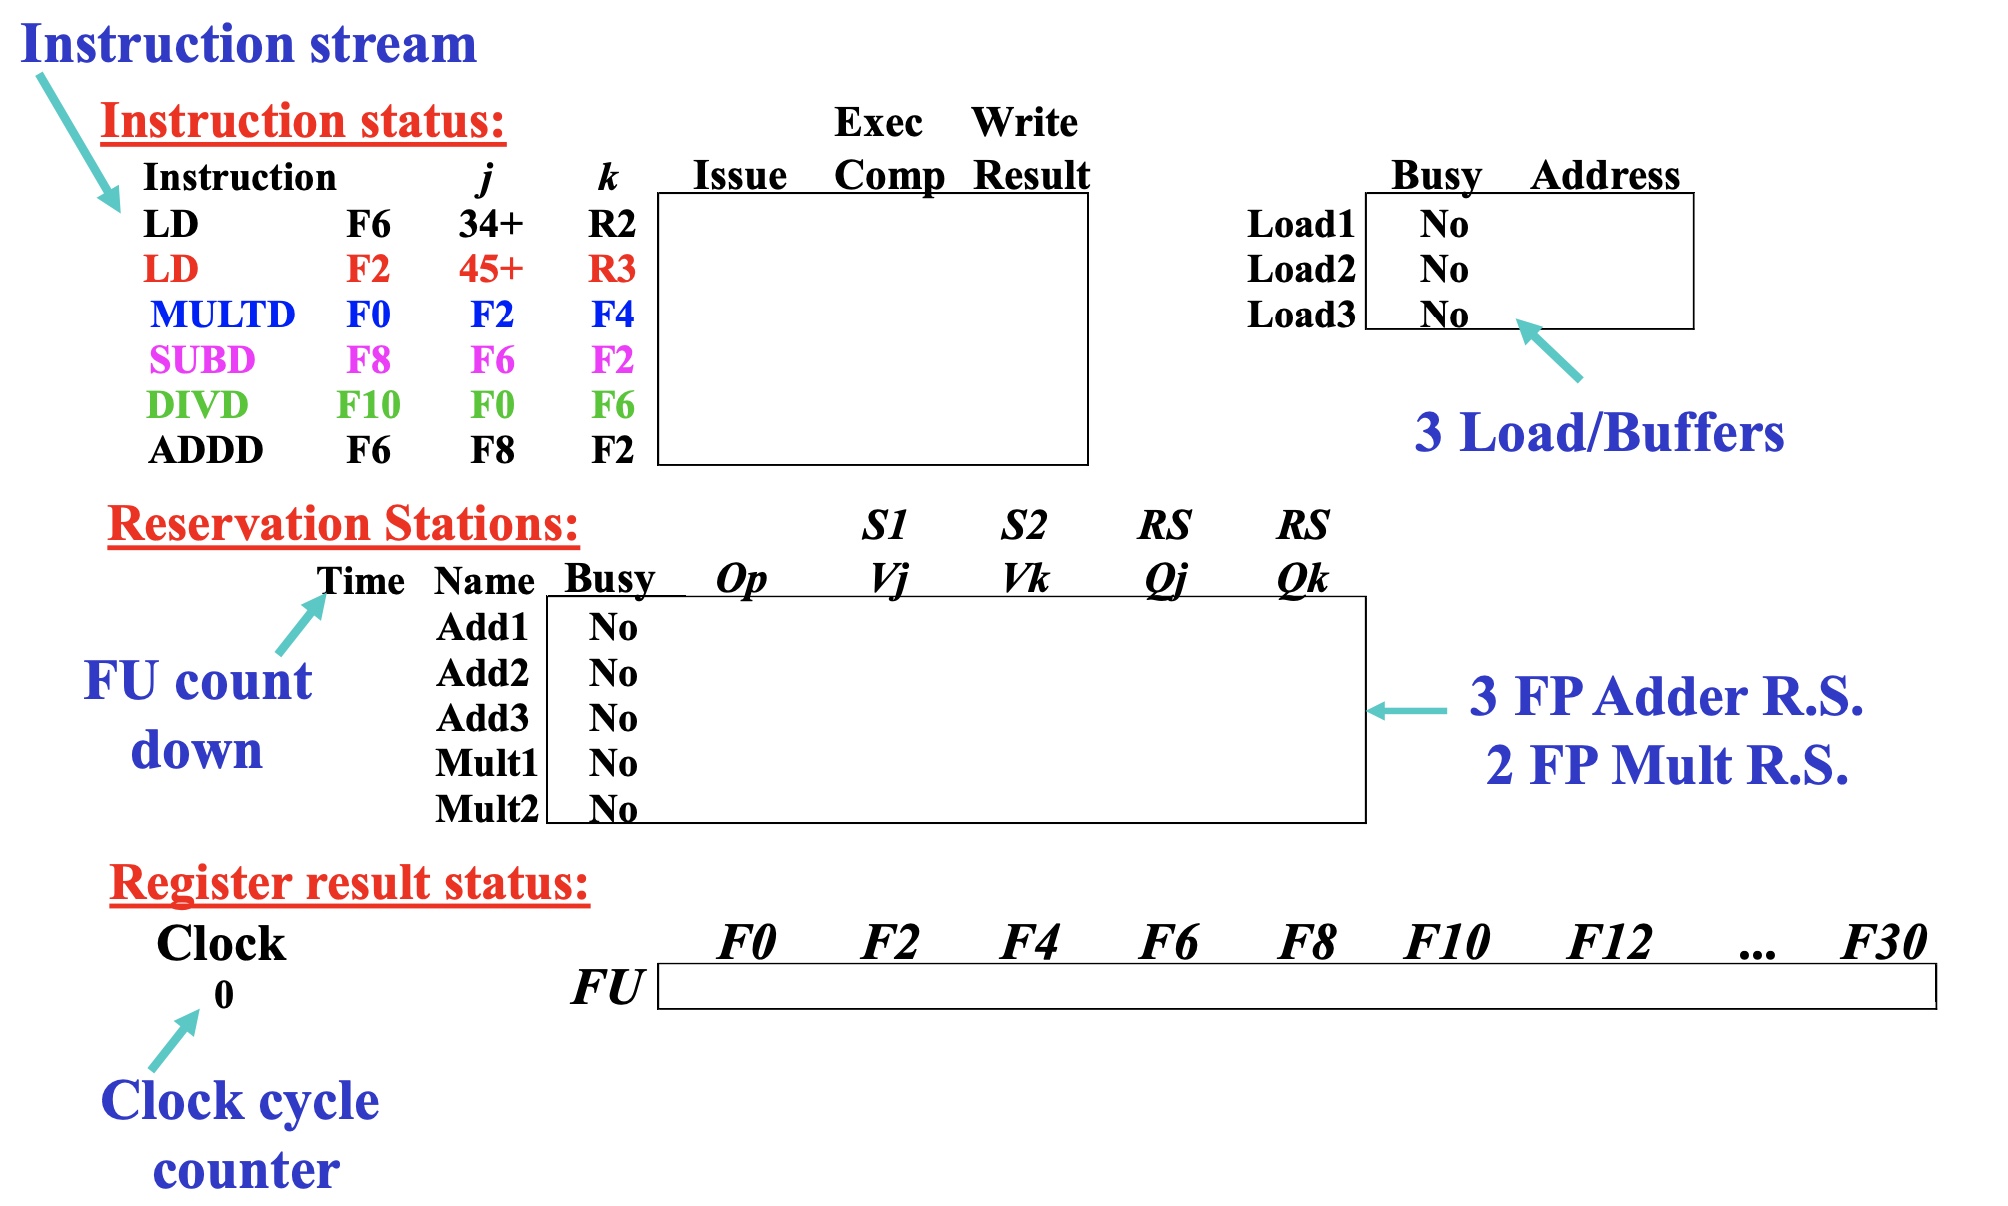 Instruction stream
Instruction status:
Exec Write
Instruction j k Issue Comp Result Busy Address
LD F6 34+ R2 Load1 No
LD F2 45+ R3 Load2 No
MULTD F0 F2 F4 Load3 No
SUBD F8 F6 F2
DIVD F10 F0 F6
ADDD F6 F8 F2
3 Load/Buffers
Reservation Stations: S1 S2 RS RS
Time Name Busy Op Vj Vk Qj Qk
Add1 No
Add2 No
Add3 No
Mult1 No
Mult2 No
FU count
down
3 FP Adder R.S.
2 FP Mult R.S.
Register result status:
Clock F0 F2 F4 F6 F8 F10 F12 ... F30
0 FU
Clock cycle
counter